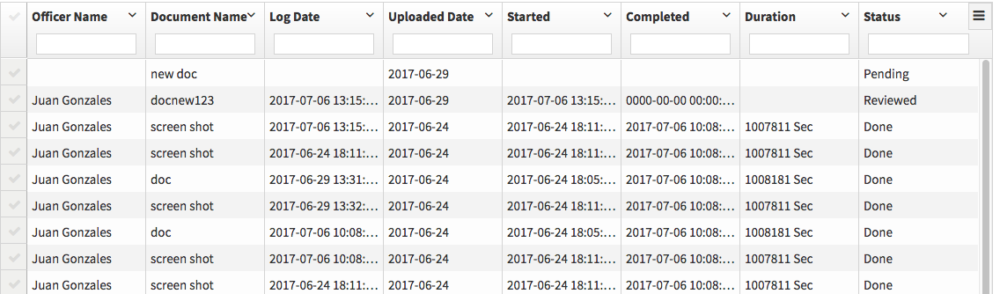 Officer Name Document Name Log Date Uploaded Date Started Completed Duration Status
new doc 2017-06-29 Pending
Juan Gonzales docnew123 2017-07-06 13:15:... 2017-06-29 2017-07-06 13:15:... 0000-00-00 00:00:... Reviewed
Juan Gonzales screen shot 2017-07-06 13:15:... 2017-06-24 2017-06-24 18:11:... 2017-07-06 10:08:... 1007811 Sec Done
Juan Gonzales screen shot 2017-06-24 18:11:... 2017-06-24 2017-06-24 18:11:... 2017-07-06 10:08:... 1007811 Sec Done
Juan Gonzales doc 2017-06-29 13:31:... 2017-06-24 2017-06-24 18:05:... 2017-07-06 10:08:... 1008181 Sec Done
Juan Gonzales screen shot 2017-06-29 13:32:... 2017-06-24 2017-06-24 18:11:... 2017-07-06 10:08:... 1007811 Sec Done
Juan Gonzales doc 2017-07-06 10:08:... 2017-06-24 2017-06-24 18:05:... 2017-07-06 10:08:... 1008181 Sec Done
Juan Gonzales screen shot 2017-07-06 10:08:... 2017-06-24 2017-06-24 18:11:... 2017-07-06 10:08:... 1007811 Sec Done
Juan Gonzales screen shot 2017-06-24 18:11:... 2017-06-24 2017-06-24 18:11:... 2017-07-06 10:08:... 1007811 Sec Done